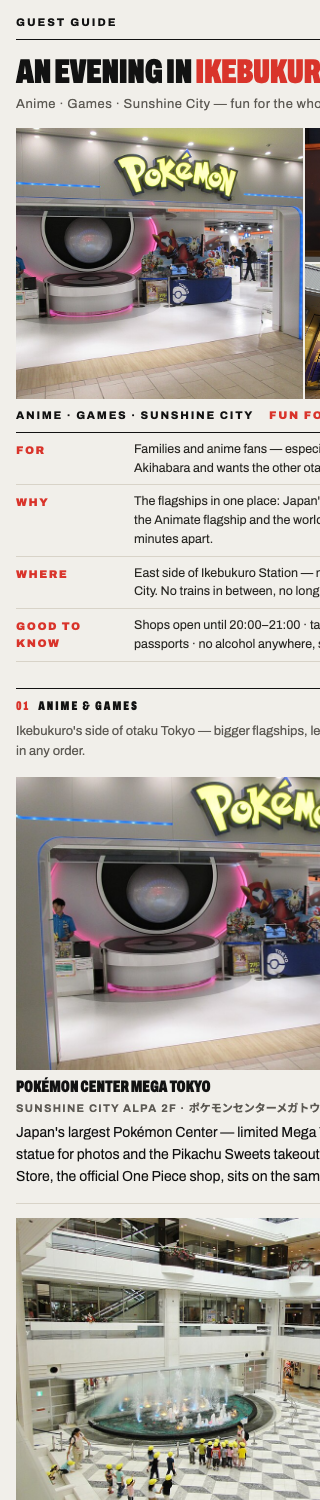 GUEST GUIDE
AN EVENING IN IKEBUKUR
Anime · Games · Sunshine City — fun for the who
Pokémon
ANIME · GAMES · SUNSHINE CITY FUN FO
FOR
Families and anime fans — especi
Akihabara and wants the other ota
WHY
The flagships in one place: Japan'
the Animate flagship and the world
minutes apart.
WHERE
East side of Ikebukuro Station — n
City. No trains in between, no long
GOOD TO KNOW
Shops open until 20:00–21:00 · ta
passports · no alcohol anywhere, s
01 ANIME & GAMES
Ikebukuro's side of otaku Tokyo — bigger flagships, le
in any order.
Pokémo
POKÉMON CENTER MEGA TOKYO
SUNSHINE CITY ALPA 2F · ポケモンセンターメガトウ
Japan's largest Pokémon Center — limited Mega
statue for photos and the Pikachu Sweets takeout
Store, the official One Piece shop, sits on the sam